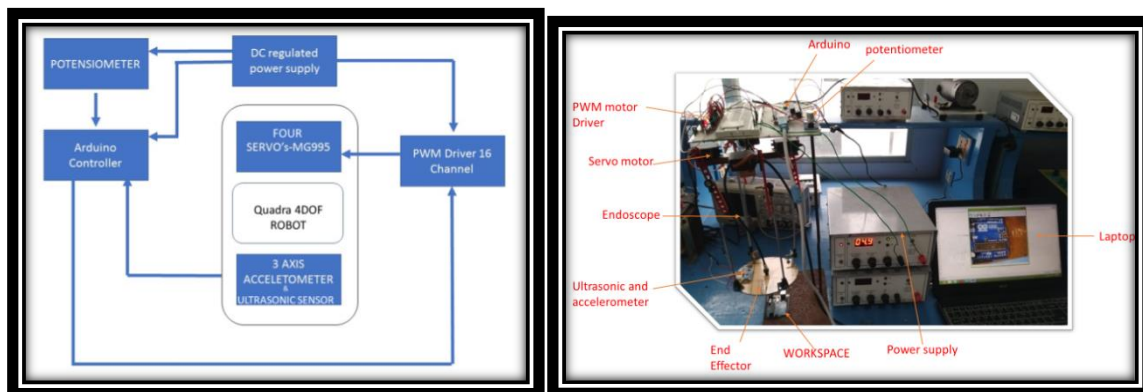 POTENSIOMETER
DC regulated
power supply
Arduino
Controller
FOUR
SERVO's-MG995
PWM Driver 16
Channel
Quadra 4DOF
ROBOT
3 AXIS
ACCELETOMETER
&
ULTRASONIC SENSOR
Arduino
potentiometer
PWM motor
Driver
Servo motor
Endoscope
04.9
Laptop
Ultrasonic and
accelerometer
End
Effector
WORKSPACE
Power supply